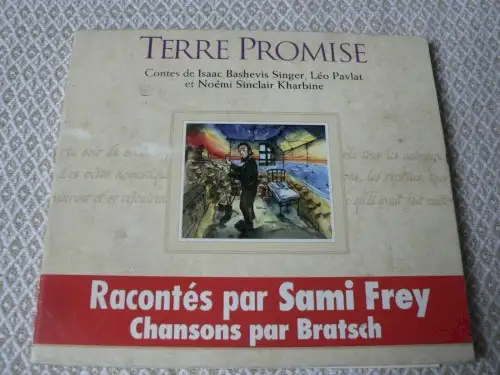 TERRE PROMISE
Contes de Isaac Bashevis Singer, Léo Pavlat
et Noémi Sinclair Kharbine
Racontés par Sami Frey
Chansons par Bratsch